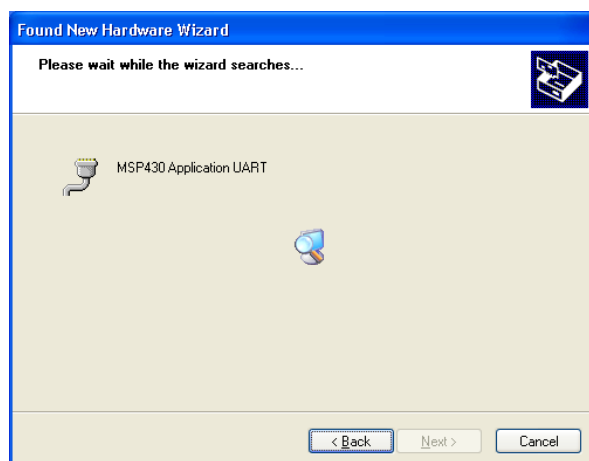 Found New Hardware Wizard
Please wait while the wizard searches...
MSP430 Application UART
< Back
Next >
Cancel